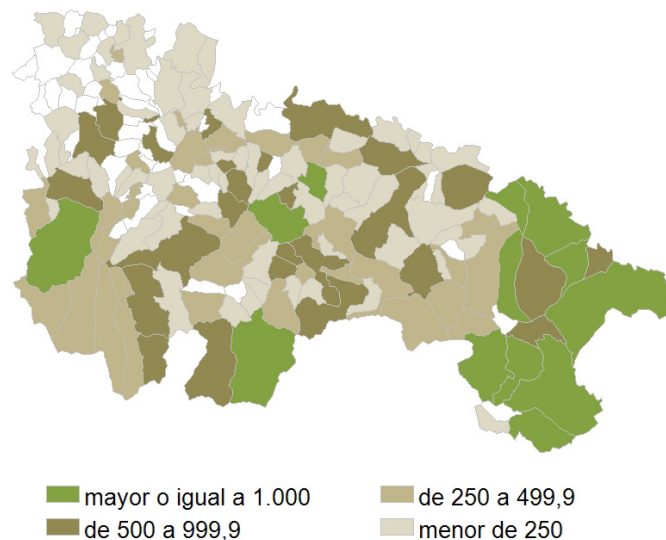 mayor o igual a 1.000
de 250 a 499,9
de 500 a 999,9
menor de 250